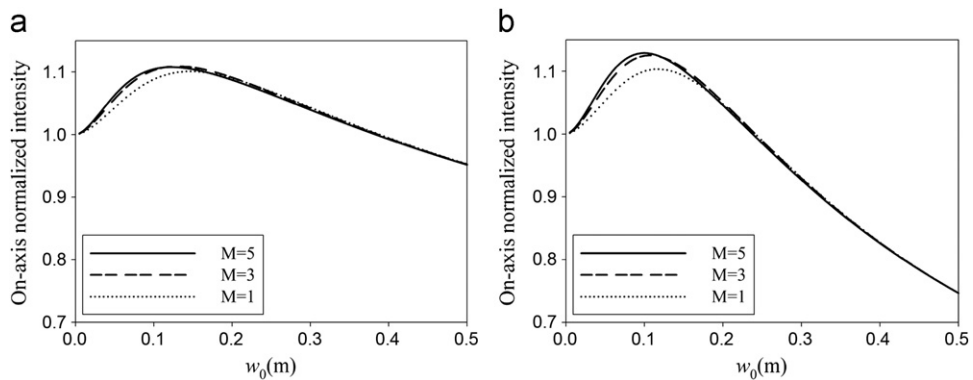 a
On-axis normalized intensity
1.1
1.0
0.9
0.8
0.7
M=5
M=3
M=1
0.0 0.1 0.2 0.3 0.4 0.5
w₀(m)
b
On-axis normalized intensity
1.1
1.0
0.9
0.8
0.7
M=5
M=3
M=1
0.0 0.1 0.2 0.3 0.4 0.5
w₀(m)